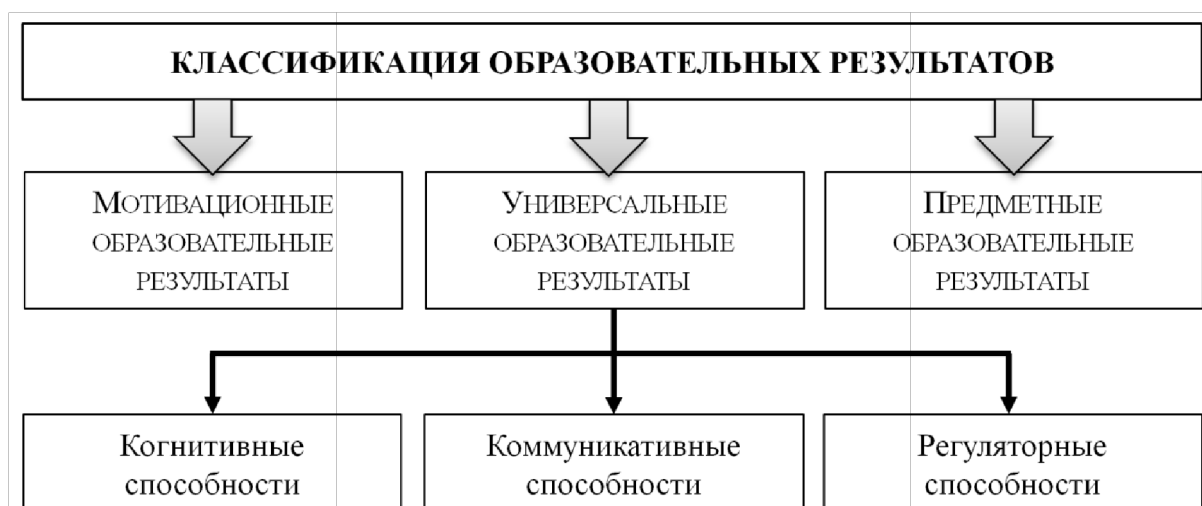 КЛАССИФИКАЦИЯ ОБРАЗОВАТЕЛЬНЫХ РЕЗУЛЬТАТОВ
МОТИВАЦИОННЫЕ
ОБРАЗОВАТЕЛЬНЫЕ
РЕЗУЛЬТАТЫ
УНИВЕРСАЛЬНЫЕ
ОБРАЗОВАТЕЛЬНЫЕ
РЕЗУЛЬТАТЫ
ПРЕДМЕТНЫЕ
ОБРАЗОВАТЕЛЬНЫЕ
РЕЗУЛЬТАТЫ
Когнитивные
способности
Коммуникативные
способности
Регуляторные
способности